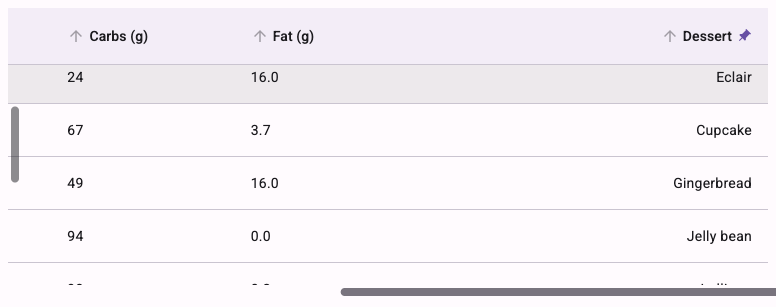 Carbs (g) Fat (g) Dessert
24 16.0 Eclair
67 3.7 Cupcake
49 16.0 Gingerbread
94 0.0 Jelly bean